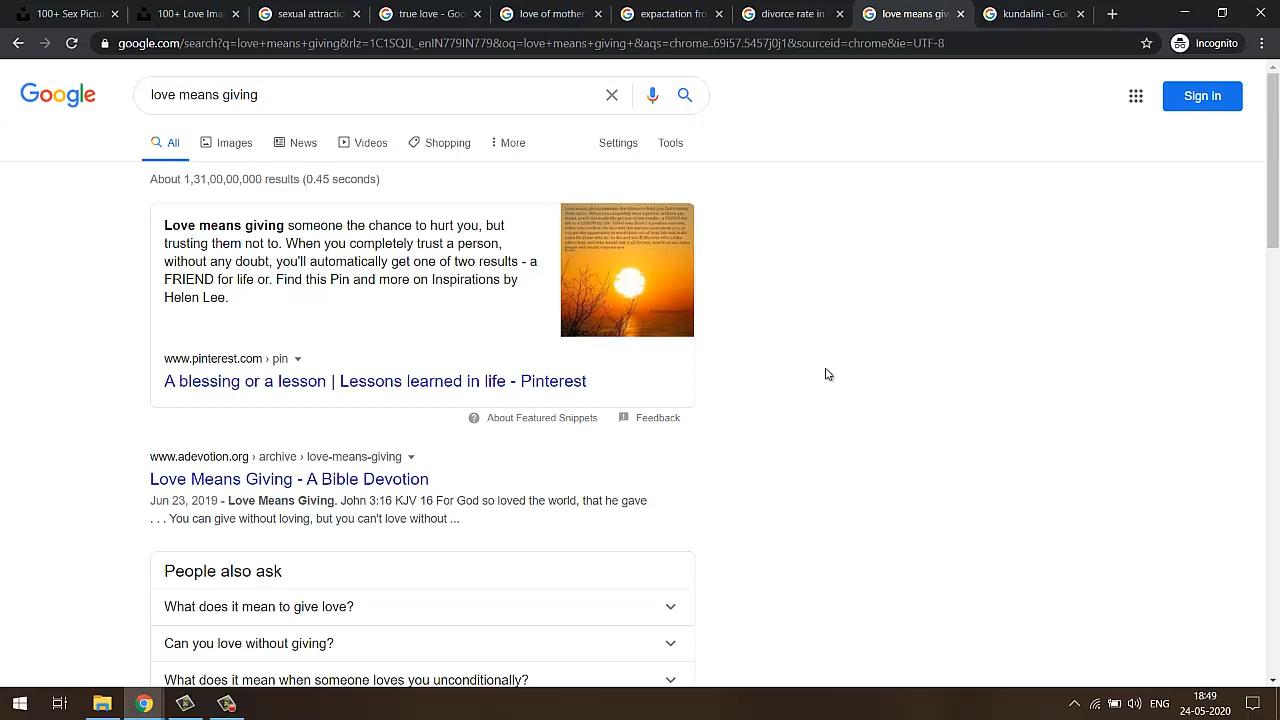 100+ Sex Pictu
100+ Love Ima
sexual attractio
true love - Goo
love of mother
expactation fro
divorce rate in
love means givi
kundalini - Goo
google.com/search?q=love+means+giving&rlz=1C1SQJL_enIN779IN779&oq=love+means+giving+&aqs=chrome..69i57.5457j0j1&sourceid=chrome&ie=UTF-8
Incognito
Google
love means giving
Sign in
All
Images
News
Videos
Shopping
More
Settings
Tools
About 1,31,00,00,000 results (0.45 seconds)
Love means giving someone the chance to hurt you, but
trusting them not to. When you completely trust a person,
without any doubt, you'll automatically get one of two results - a
FRIEND for life or. Find this Pin and more on Inspirations by
Helen Lee.
www.pinterest.com › pin
A blessing or a lesson | Lessons learned in life - Pinterest
About Featured Snippets
Feedback
www.adevotion.org › archive › love-means-giving
Love Means Giving - A Bible Devotion
Jun 23, 2019 - Love Means Giving. John 3:16 KJV 16 For God so loved the world, that he gave
. . . You can give without loving, but you can't love without ...
People also ask
What does it mean to give love?
Can you love without giving?
What does it mean when someone loves you unconditionally?
ENG
18:49
24-05-2020